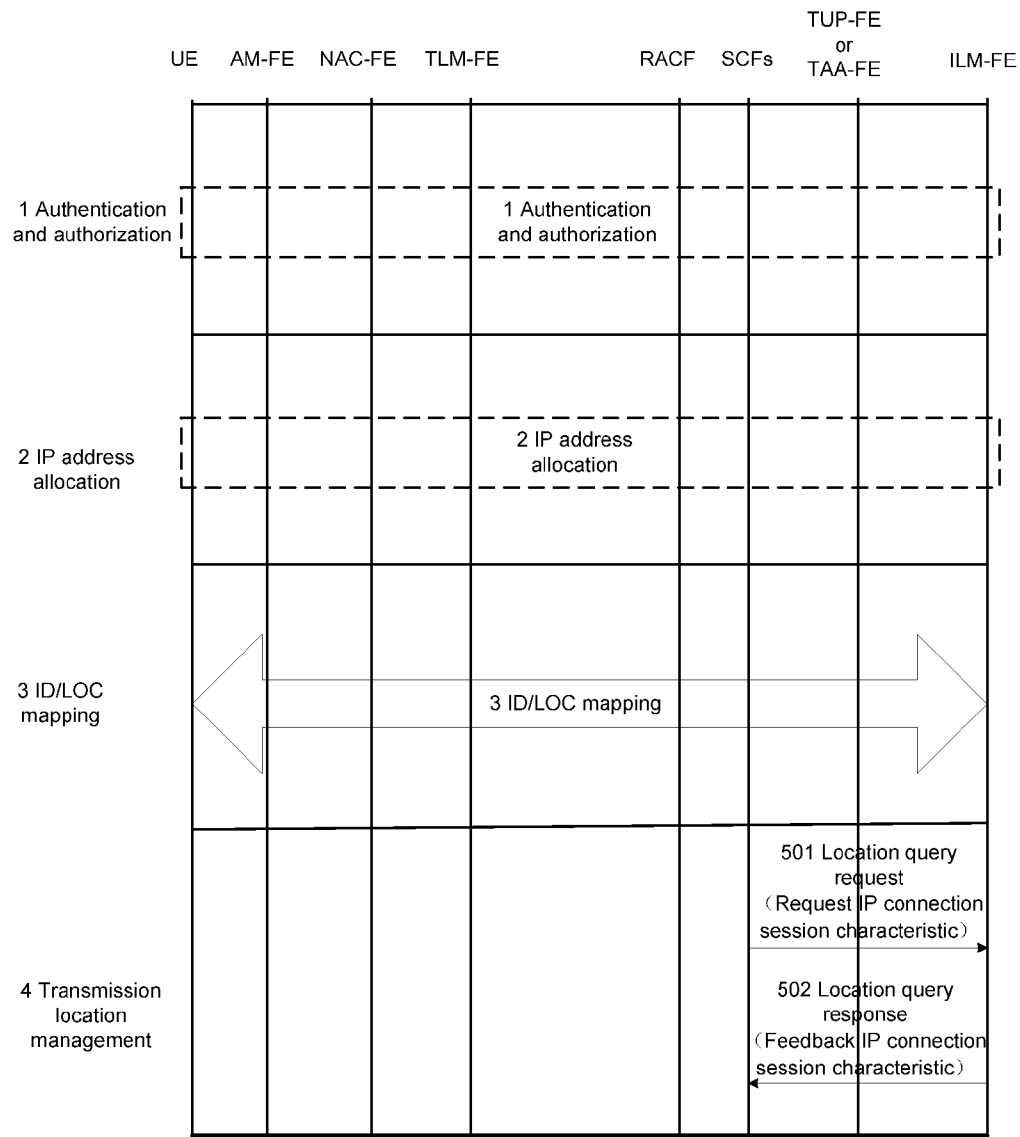 TUP-FE
or
TAA-FE
UE AM-FE NAC-FE TLM-FE RACF SCFs ILM-FE
1 Authentication
and authorization
1 Authentication
and authorization
2 IP address
allocation
2 IP address
allocation
3 ID/LOC
mapping
3 ID/LOC mapping
501 Location query
request
（Request IP connection
session characteristic）
4 Transmission
location
management
502 Location query
response
（Feedback IP connection
session characteristic）